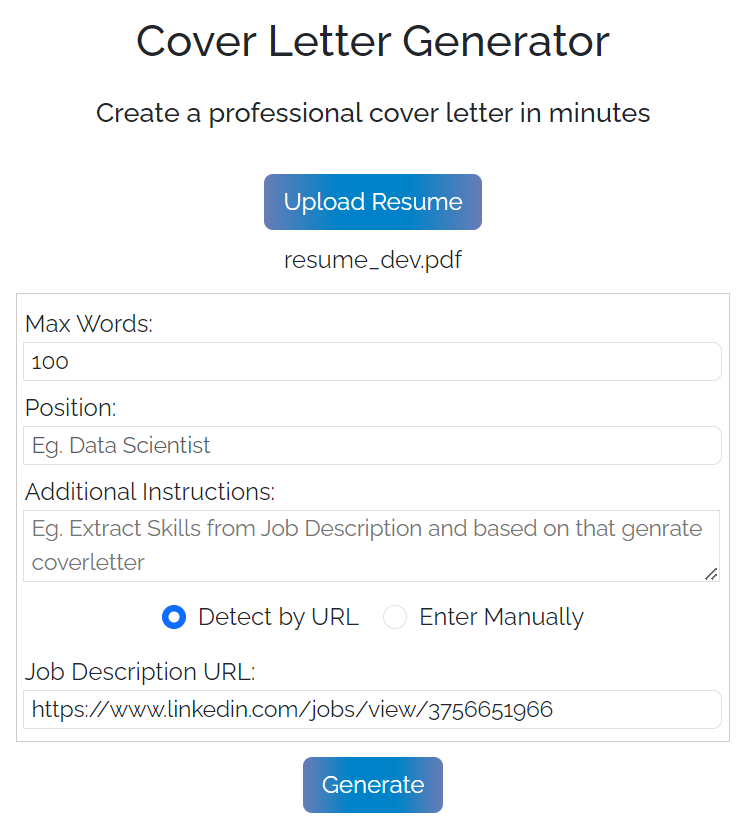 Cover Letter Generator
Create a professional cover letter in minutes
Upload Resume
resume_dev.pdf
Max Words:
100
Position:
Eg. Data Scientist
Additional Instructions:
Eg. Extract Skills from Job Description and based on that genrate
coverletter
Detect by URL Enter Manually
Job Description URL:
https://www.linkedin.com/jobs/view/3756651966
Generate